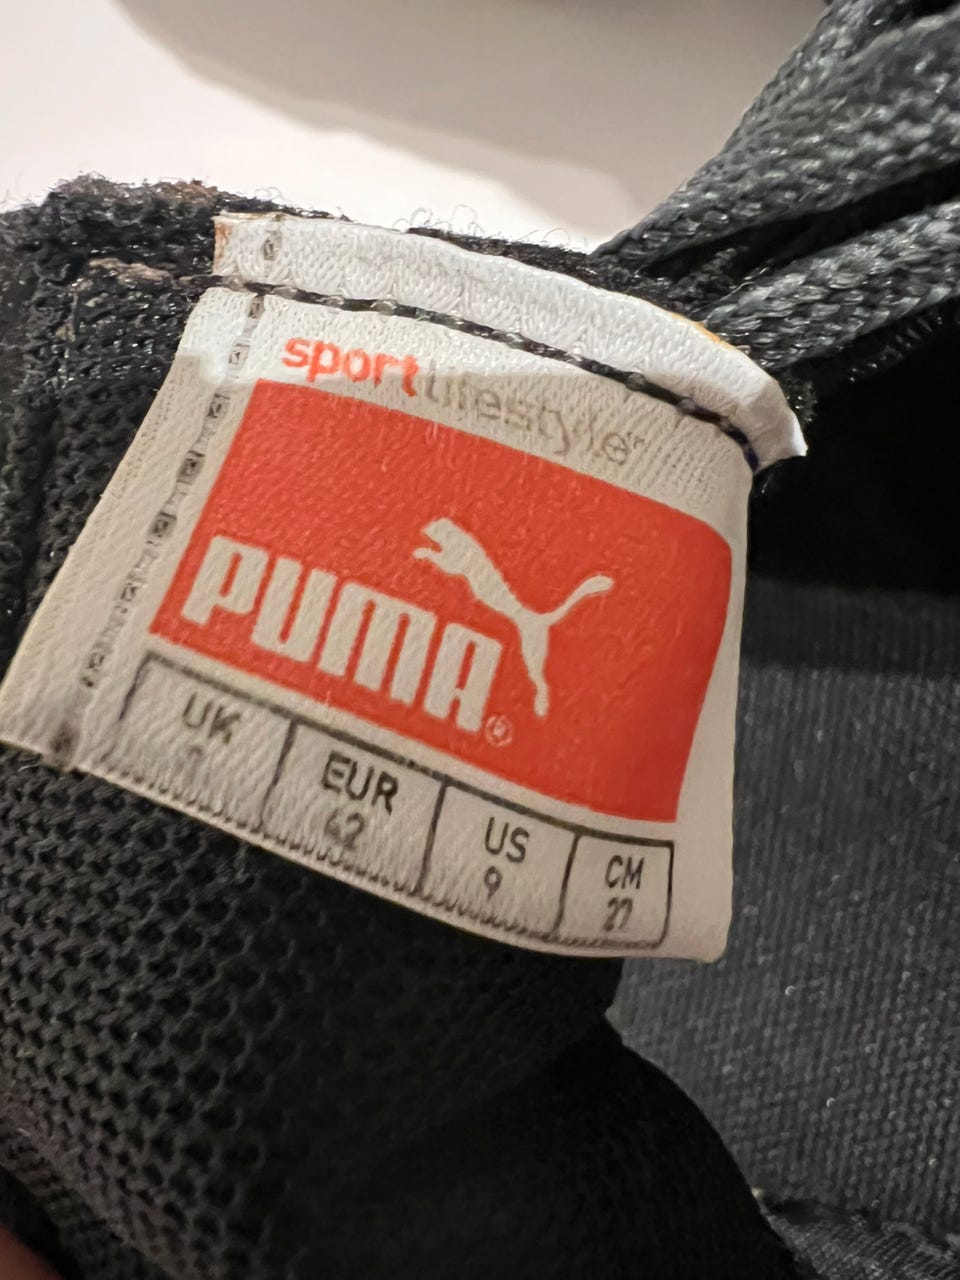 sportlifestyle
PUMA®
UK EUR US CM
42 9 27